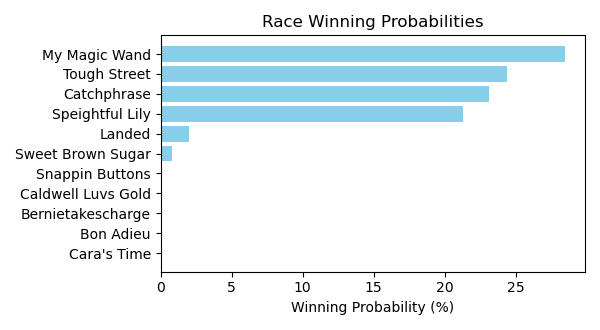 Race Winning Probabilities
My Magic Wand
Tough Street
Catchphrase
Speightful Lily
Landed
Sweet Brown Sugar
Snappin Buttons
Caldwell Luvs Gold
Bernietakescharge
Bon Adieu
Cara's Time
0 5 10 15 20 25
Winning Probability (%)